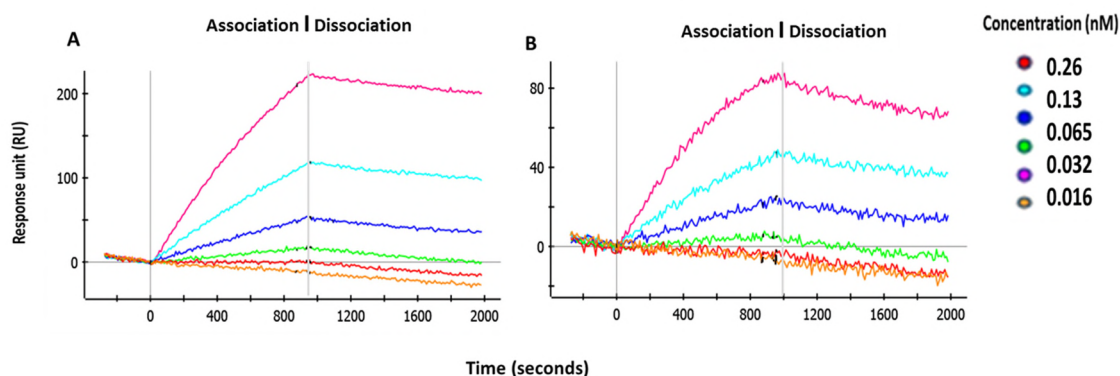 A
Association | Dissociation
B
Association | Dissociation
Concentration (nM)
0.26
0.13
0.065
0.032
0.016
Response unit (RU)
200
100
0
0 400 800 1200 1600 2000
80
40
0
0 400 800 1200 1600 2000
Time (seconds)